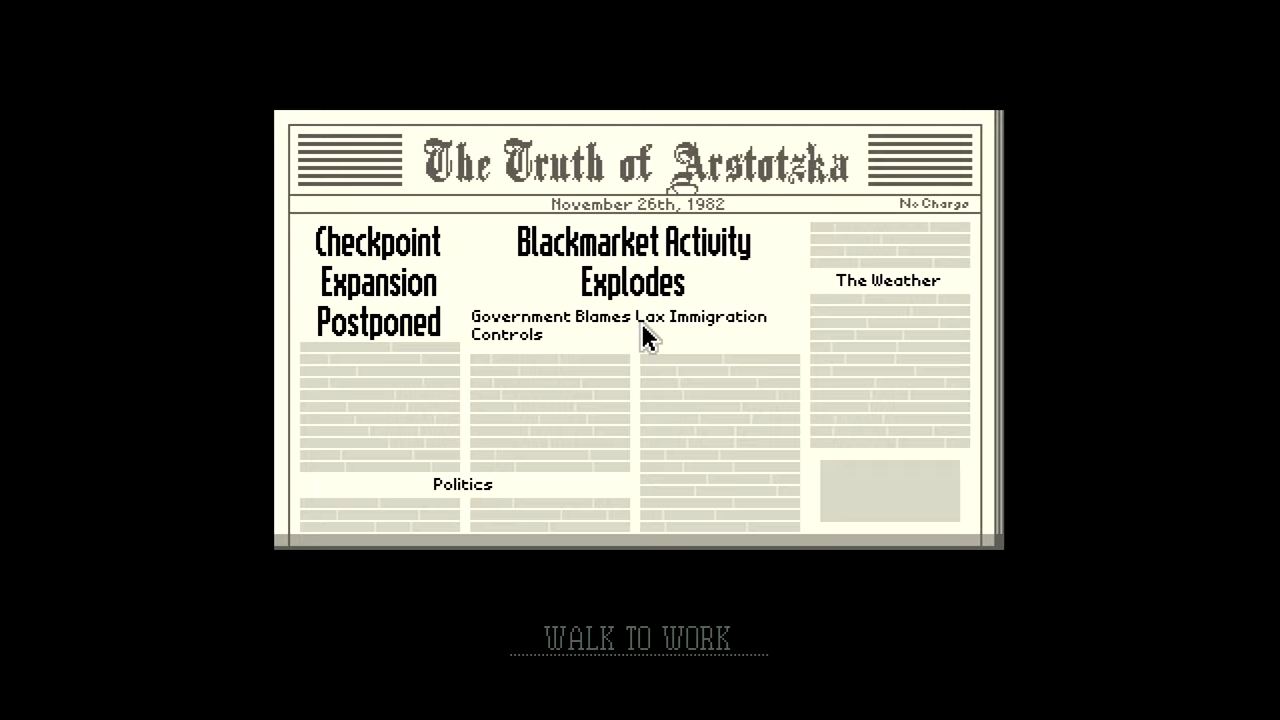 The Truth of Arstotzka
November 26th, 1982
No Charge
Checkpoint
Expansion
Postponed
Blackmarket Activity
Explodes
Government Blames Lax Immigration
Controls
The Weather
Politics
WALK TO WORK